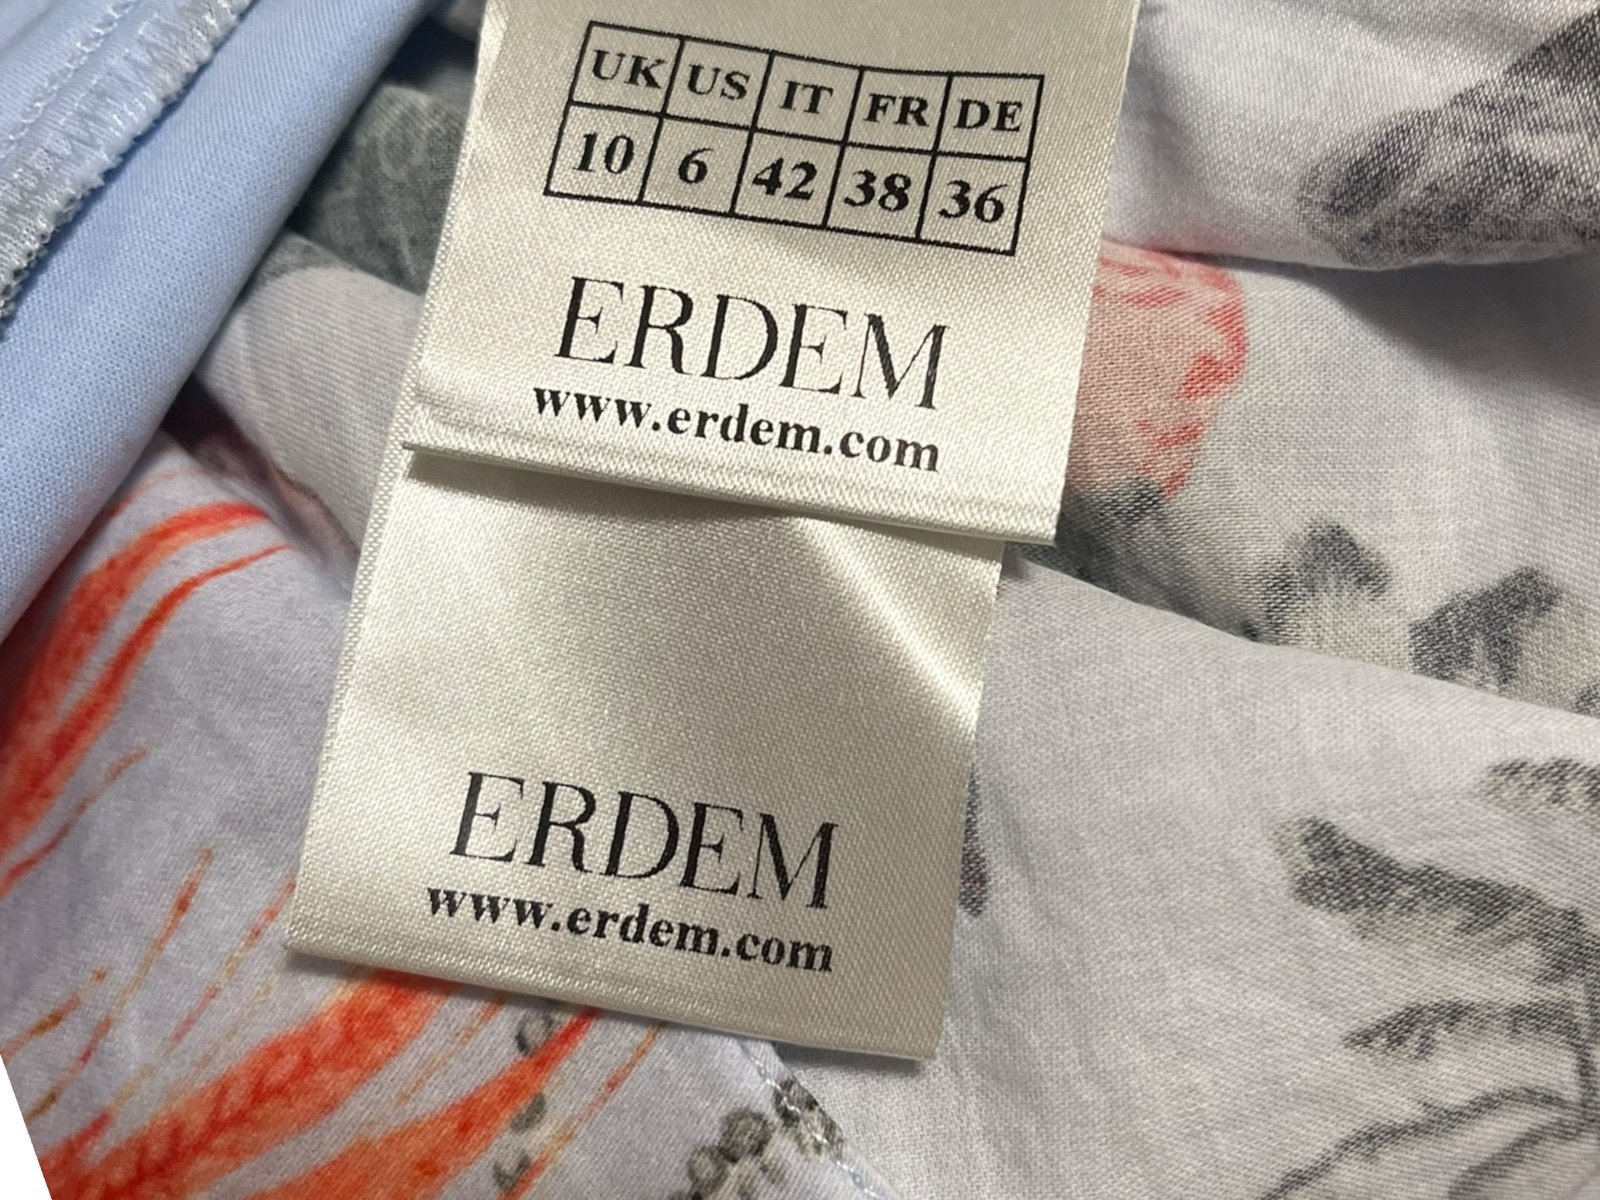 UK US IT FR DE
10 6 42 38 36
ERDEM
www.erdem.com
ERDEM
www.erdem.com